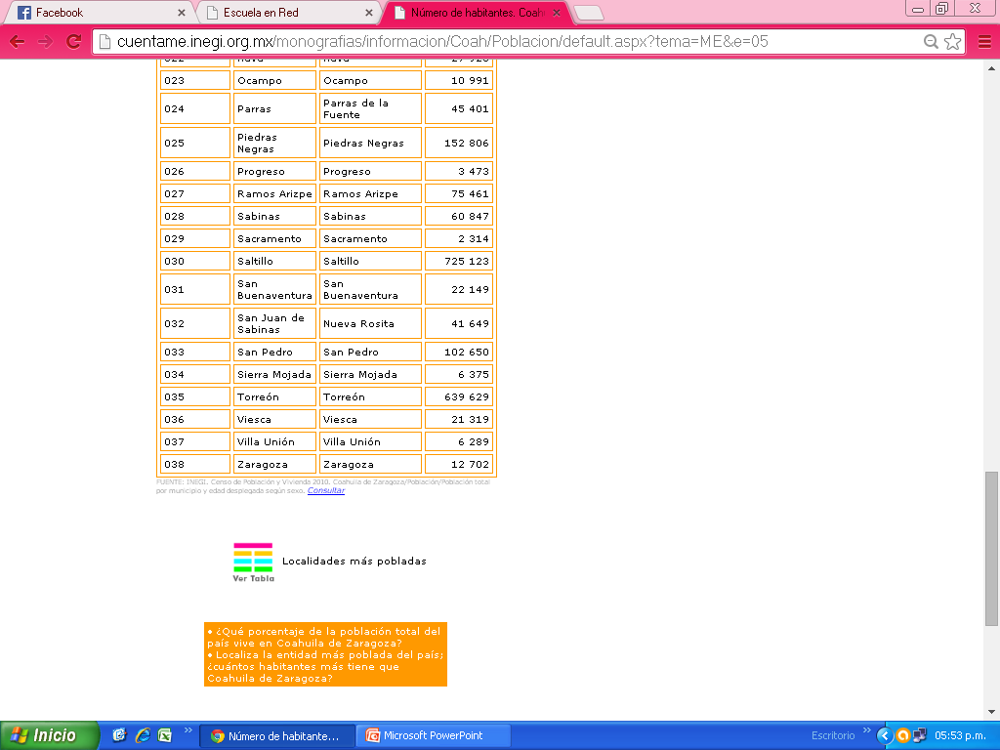 Facebook
Escuela en Red
Número de habitantes. Coah
cuentame.inegi.org.mx/monografias/informacion/Coah/Poblacion/default.aspx?tema=ME&e=05
023 Ocampo Ocampo 10 991
024 Parras Parras de la Fuente 45 401
025 Piedras Negras Piedras Negras 152 806
026 Progreso Progreso 3 473
027 Ramos Arizpe Ramos Arizpe 75 461
028 Sabinas Sabinas 60 847
029 Sacramento Sacramento 2 314
030 Saltillo Saltillo 725 123
031 San Buenaventura San Buenaventura 22 149
032 San Juan de Sabinas Nueva Rosita 41 649
033 San Pedro San Pedro 102 650
034 Sierra Mojada Sierra Mojada 6 375
035 Torreón Torreón 639 629
036 Viesca Viesca 21 319
037 Villa Unión Villa Unión 6 289
038 Zaragoza Zaragoza 12 702
FUENTE: INEGI. Censo de Población y Vivienda 2010. Coahuila de Zaragoza/Población/Población total
por municipio y edad desplegada según sexo. Consultar
Localidades más pobladas
Ver Tabla
• ¿Qué porcentaje de la población total del
país vive en Coahuila de Zaragoza?
• Localiza la entidad más poblada del país;
¿cuántos habitantes más tiene que
Coahuila de Zaragoza?
Inicio
Número de habitante...
Microsoft PowerPoint
Escritorio
05:53 p.m.